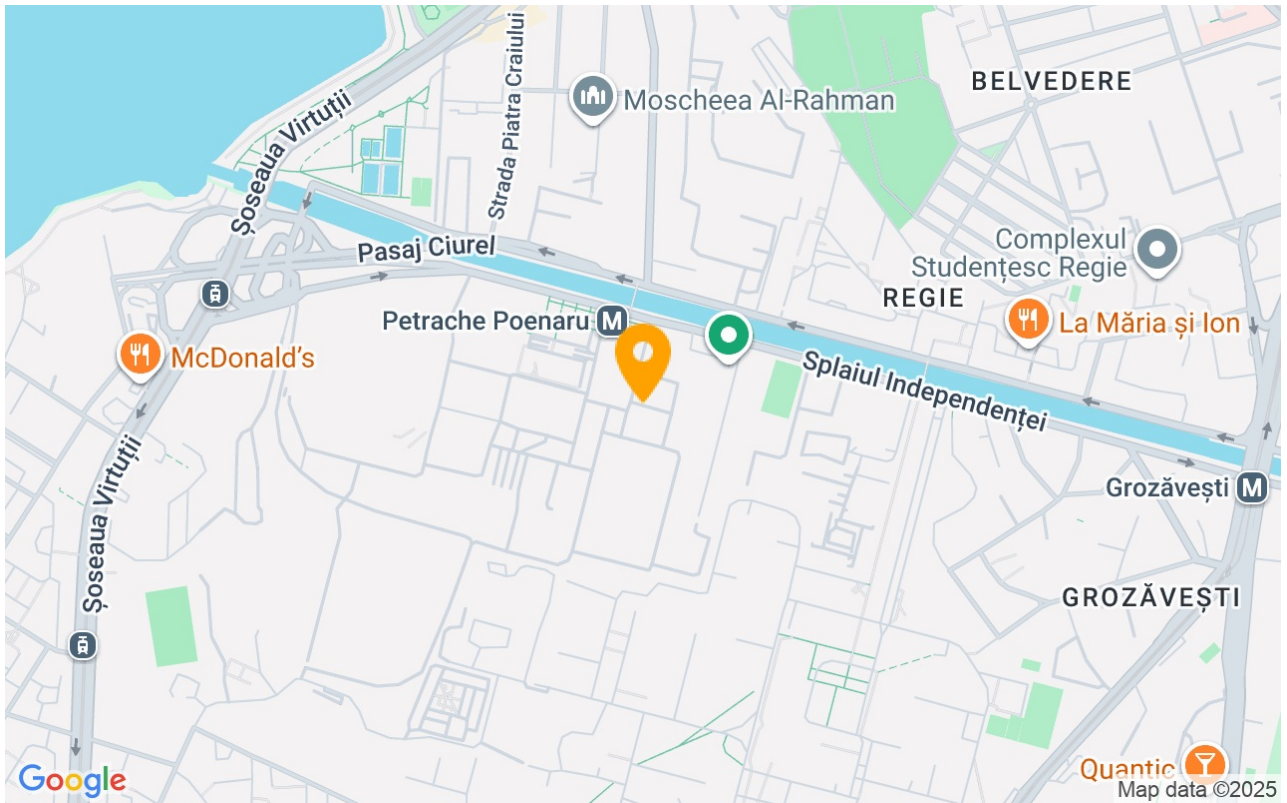 BELVEDERE
Strada Piatra Craiului
Moscheea Al-Rahman
Șoseaua Virtuții
Pasaj Ciurel
Complexul
Studențesc Regie
REGIE
Petrache Poenaru
M
La Măria și Ion
McDonald's
Splaiul Independenței
Grozăvești
M
Șoseaua Virtuții
GROZĂVEȘTI
Quantic
Google
Map data ©2025